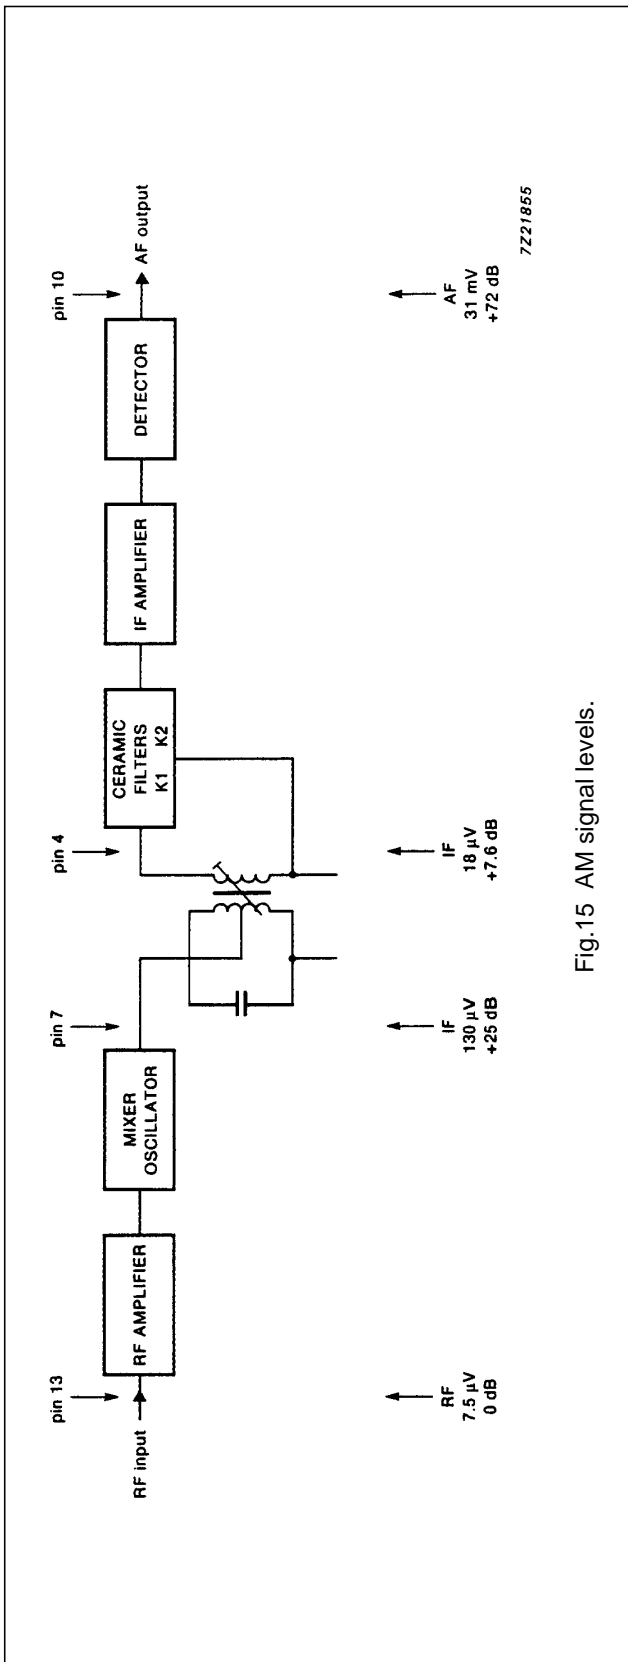 pin 13
pin 7
pin 4
pin 10
RF input
RF AMPLIFIER
MIXER
OSCILLATOR
CERAMIC
FILTERS
K1 K2
IF AMPLIFIER
DETECTOR
AF output
RF
7.5 µV
0 dB
IF
130 µV
+25 dB
IF
18 µV
+7.6 dB
AF
31 mV
+72 dB
7Z21855
Fig.15 AM signal levels.